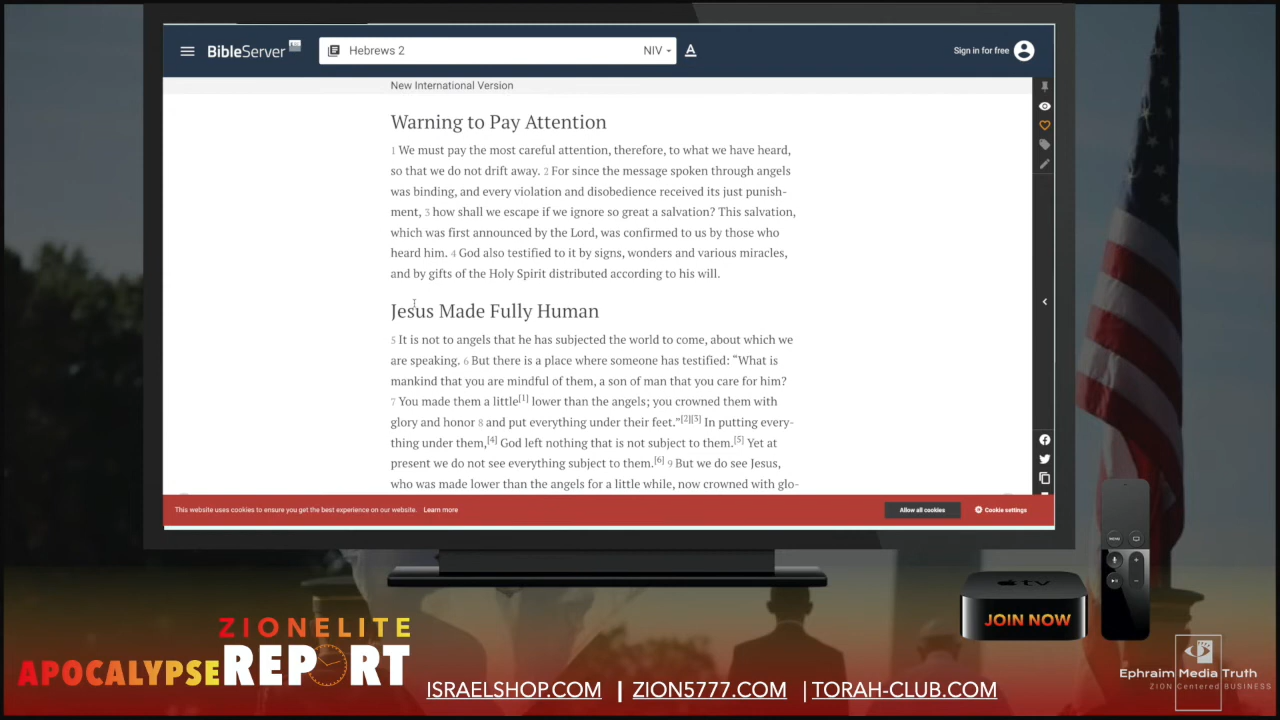 BibleServer
Hebrews 2
NIV
A
Sign in for free
New International Version
Warning to Pay Attention
1 We must pay the most careful attention, therefore, to what we have heard,
so that we do not drift away. 2 For since the message spoken through angels
was binding, and every violation and disobedience received its just punish-
ment, 3 how shall we escape if we ignore so great a salvation? This salvation,
which was first announced by the Lord, was confirmed to us by those who
heard him. 4 God also testified to it by signs, wonders and various miracles,
and by gifts of the Holy Spirit distributed according to his will.
Jesus Made Fully Human
5 It is not to angels that he has subjected the world to come, about which we
are speaking. 6 But there is a place where someone has testified: “What is
mankind that you are mindful of them, a son of man that you care for him?
7 You made them a little[1] lower than the angels; you crowned them with
glory and honor 8 and put everything under their feet.”[2][3] In putting every-
thing under them,[4] God left nothing that is not subject to them.[5] Yet at
present we do not see everything subject to them.[6] 9 But we do see Jesus,
who was made lower than the angels for a little while, now crowned with glo-
This website uses cookies to ensure you get the best experience on our website. Learn more
Allow all cookies
Cookie settings
MENU
tv
JOIN NOW
ZIONELITE
APOCALYPSE REPORT
ISRAELSHOP.COM | ZION5777.COM | TORAH-CLUB.COM
Ephraim Media Truth
ZION Centered BUSINESS